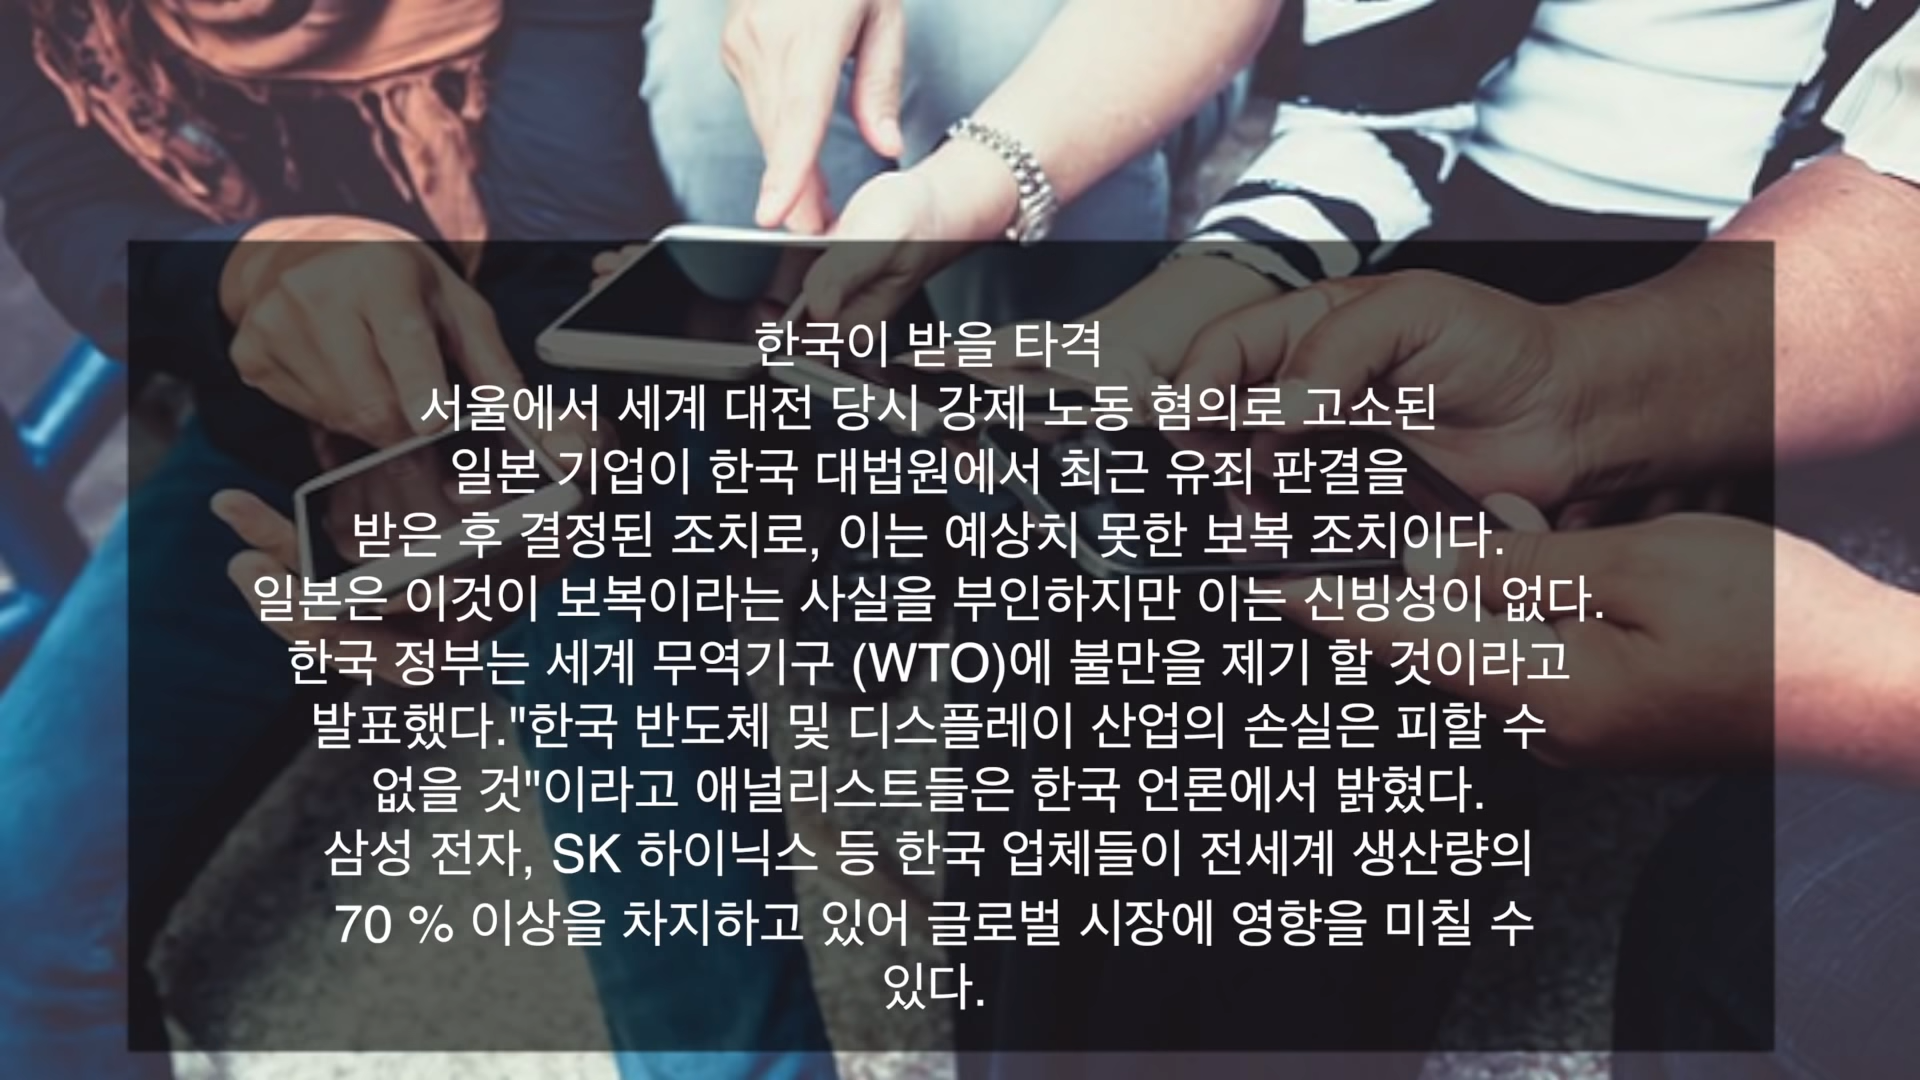 한국이 받을 타격
서울에서 세계 대전 당시 강제 노동 혐의로 고소된
일본 기업이 한국 대법원에서 최근 유죄 판결을
받은 후 결정된 조치로, 이는 예상치 못한 보복 조치이다.
일본은 이것이 보복이라는 사실을 부인하지만 이는 신빙성이 없다.
한국 정부는 세계 무역기구 (WTO)에 불만을 제기 할 것이라고
발표했다. "한국 반도체 및 디스플레이 산업의 손실은 피할 수
없을 것"이라고 애널리스트들은 한국 언론에서 밝혔다.
삼성 전자, SK 하이닉스 등 한국 업체들이 전세계 생산량의
70 % 이상을 차지하고 있어 글로벌 시장에 영향을 미칠 수
있다.